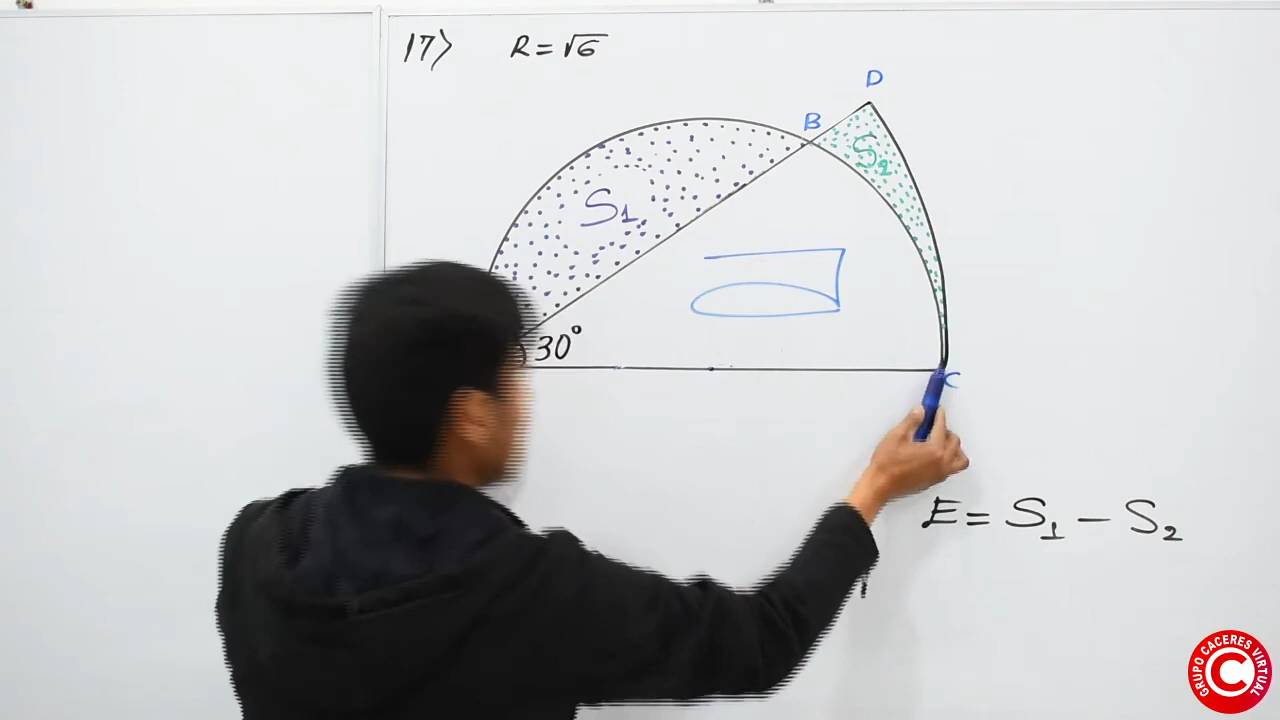 17⟩ R = √6
D
B
S₂
S₁
30°
C
E = S₁ − S₂
GRUPO CACERES VIRTUAL
C